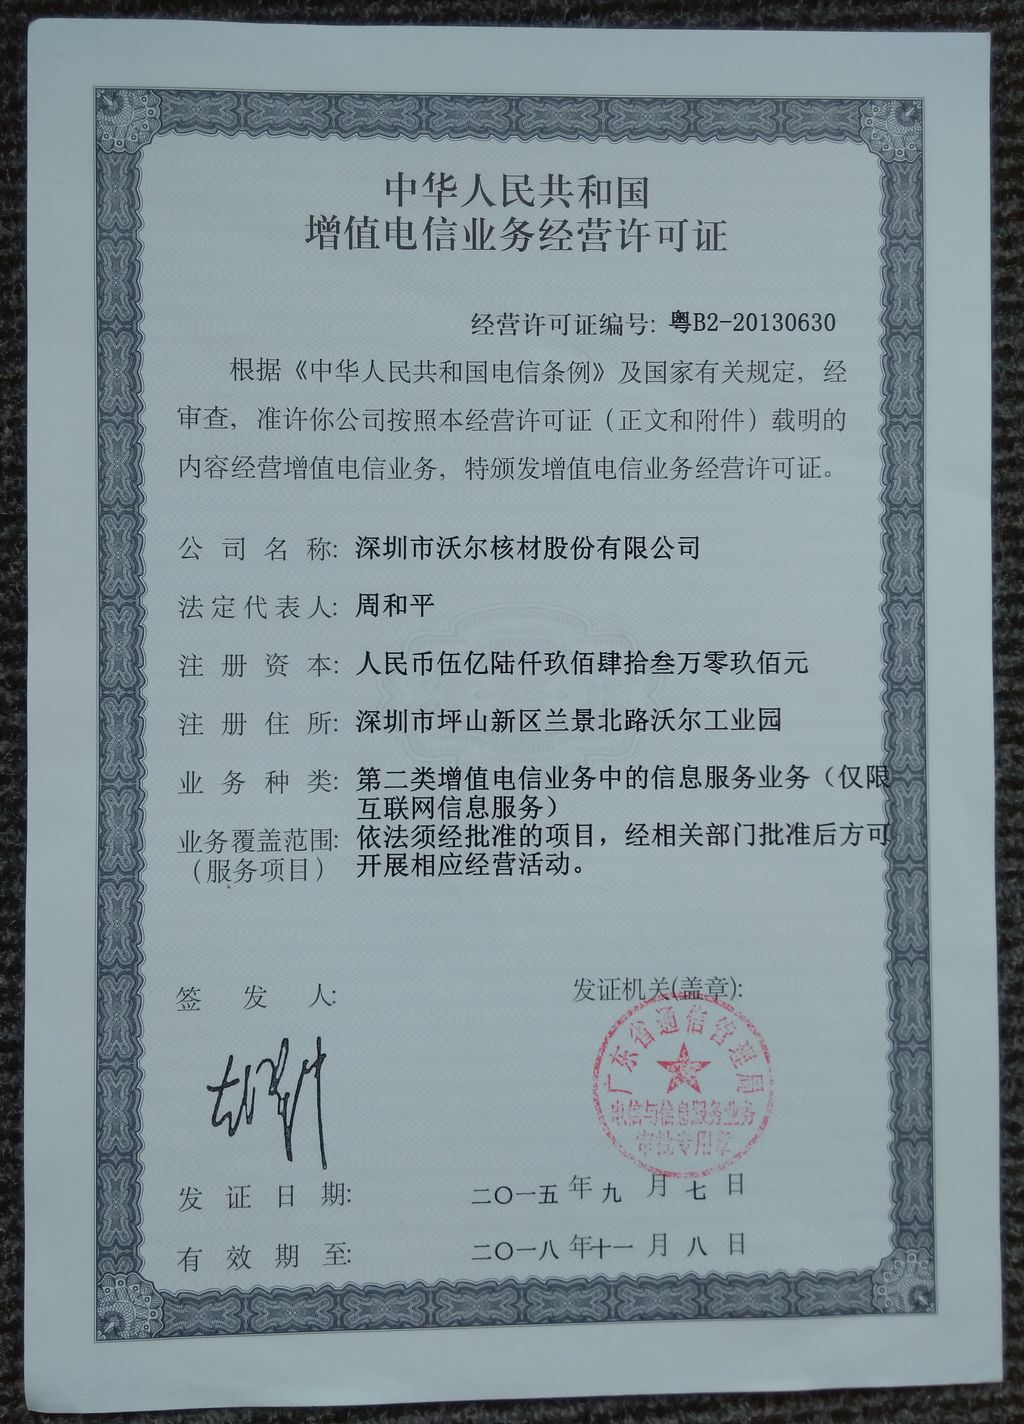 中华人民共和国
增值电信业务经营许可证
经营许可证编号: 粤B2-20130630
根据《中华人民共和国电信条例》及国家有关规定，经
审查，准许你公司按照本经营许可证（正文和附件）载明的
内容经营增值电信业务，特颁发增值电信业务经营许可证。
公司名称: 深圳市沃尔核材股份有限公司
法定代表人: 周和平
注册资本: 人民币伍亿陆仟玖佰肆拾叁万零玖佰元
注册住所: 深圳市坪山新区兰景北路沃尔工业园
业务种类: 第二类增值电信业务中的信息服务业务（仅限
互联网信息服务）
业务覆盖范围: 依法须经批准的项目，经相关部门批准后方可
（服务项目） 开展相应经营活动。
签发人:
发证机关(盖章):
广东省通信管理局
电信与信息服务业务
审批专用章
发证日期: 二〇一五年九月七日
有效期至: 二〇一八年十一月八日